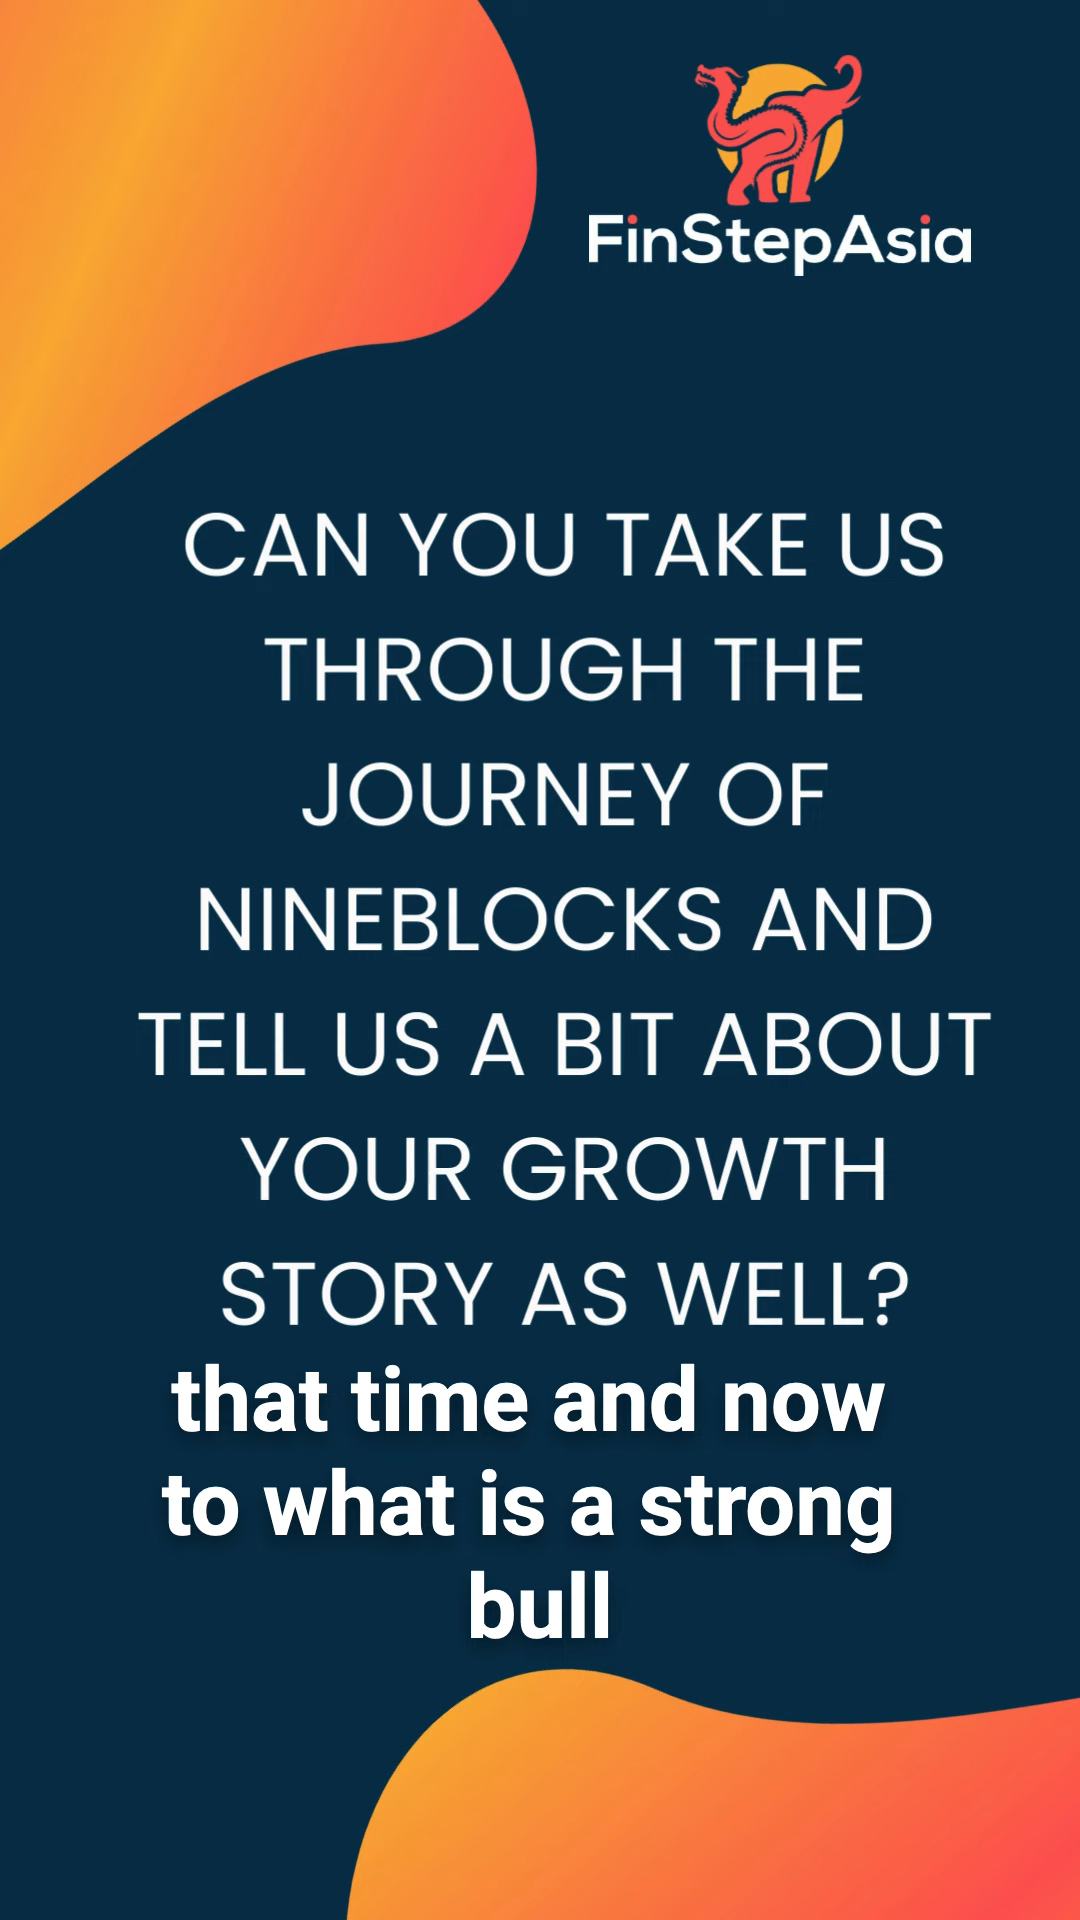 FinStepAsia
CAN YOU TAKE US
THROUGH THE
JOURNEY OF
NINEBLOCKS AND
TELL US A BIT ABOUT
YOUR GROWTH
STORY AS WELL?
that time and now
to what is a strong
bull